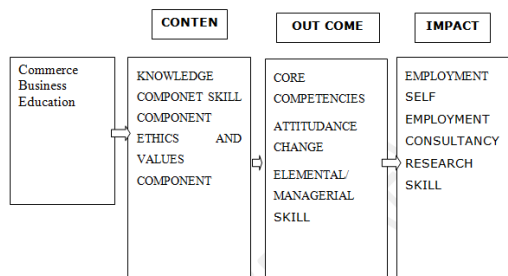 CONTEN
OUT COME
IMPACT
Commerce
Business
Education
KNOWLEDGE
COMPONET SKILL
COMPONENT
ETHICS AND
VALUES
COMPONENT
CORE
COMPETENCIES
ATTITUDANCE
CHANGE
ELEMENTAL/
MANAGERIAL
SKILL
EMPLOYMENT
SELF
EMPLOYMENT
CONSULTANCY
RESEARCH
SKILL